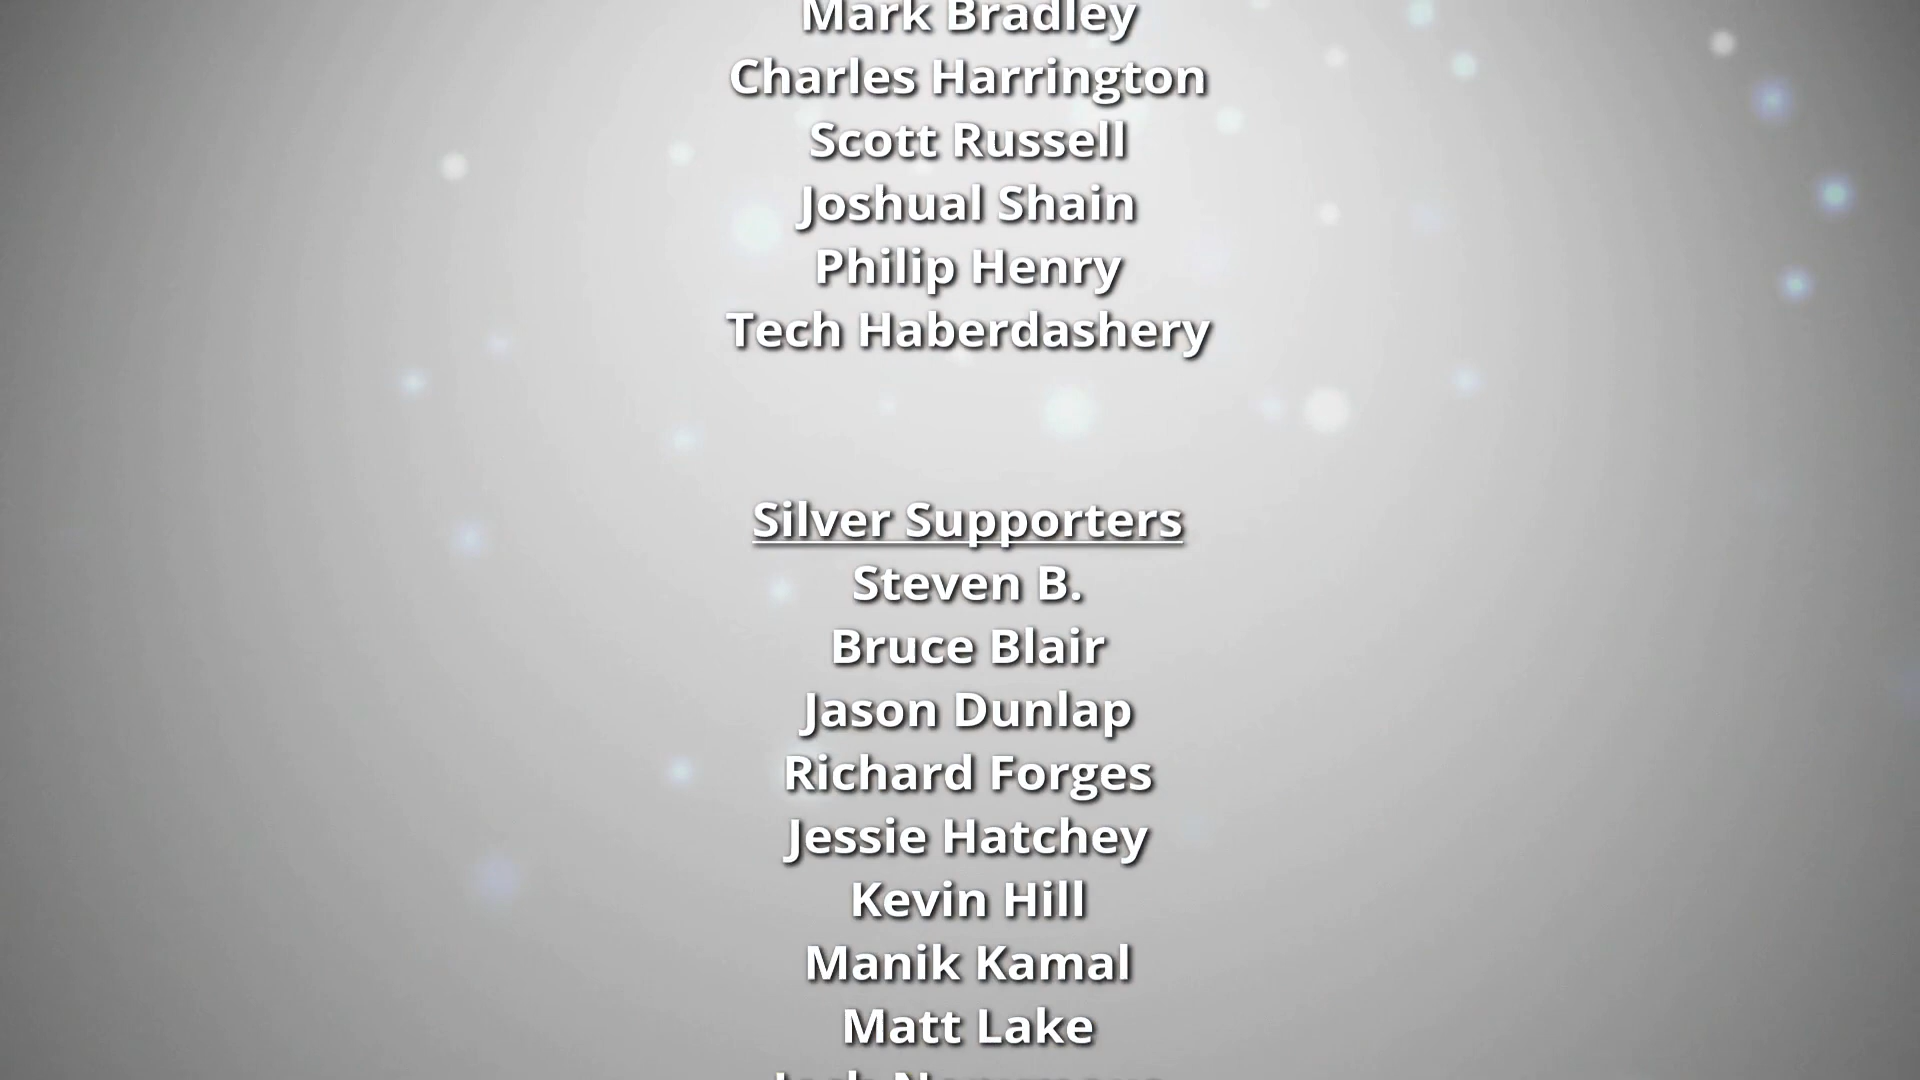 Mark Bradley
Charles Harrington
Scott Russell
Joshual Shain
Philip Henry
Tech Haberdashery
Silver Supporters
Steven B.
Bruce Blair
Jason Dunlap
Richard Forges
Jessie Hatchey
Kevin Hill
Manik Kamal
Matt Lake